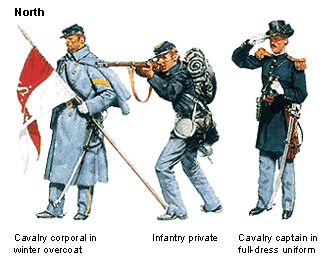 North
Cavalry corporal in
winter overcoat
Infantry private
Cavalry captain in
full-dress uniform